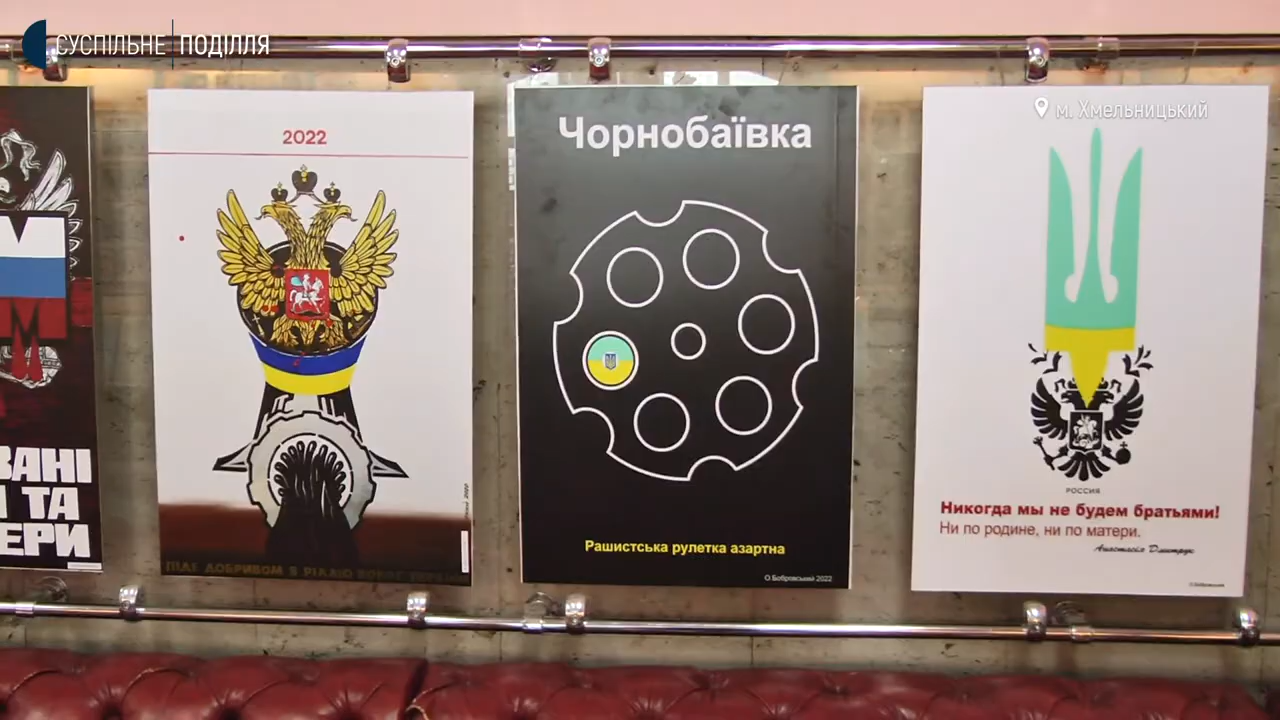 СУСПІЛЬНЕ ПОДІЛЛЯ
м. Хмельницький
ВАНІ
І ТА
ЕРИ
2022
Чорнобаївка
Рашистська рулетка азартна
О.Бобровський 2022
РОССИЯ
Никогда мы не будем братьями!
Ни по родине, ни по матери.
Анастасія Дмитрук
О.Бобровський